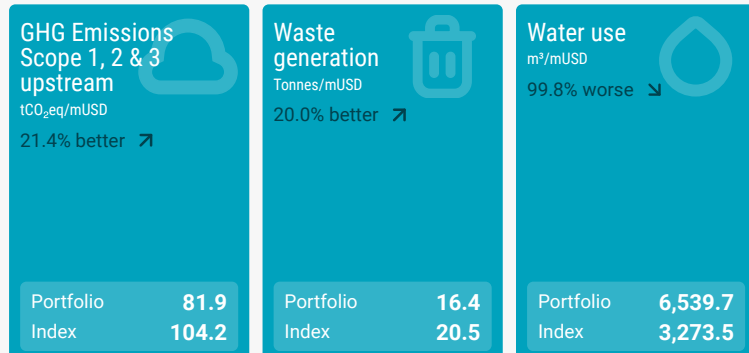 GHG Emissions
Scope 1, 2 & 3
upstream
tCO₂eq/mUSD
21.4% better
Portfolio 81.9
Index 104.2
Waste
generation
Tonnes/mUSD
20.0% better
Portfolio 16.4
Index 20.5
Water use
m³/mUSD
99.8% worse
Portfolio 6,539.7
Index 3,273.5